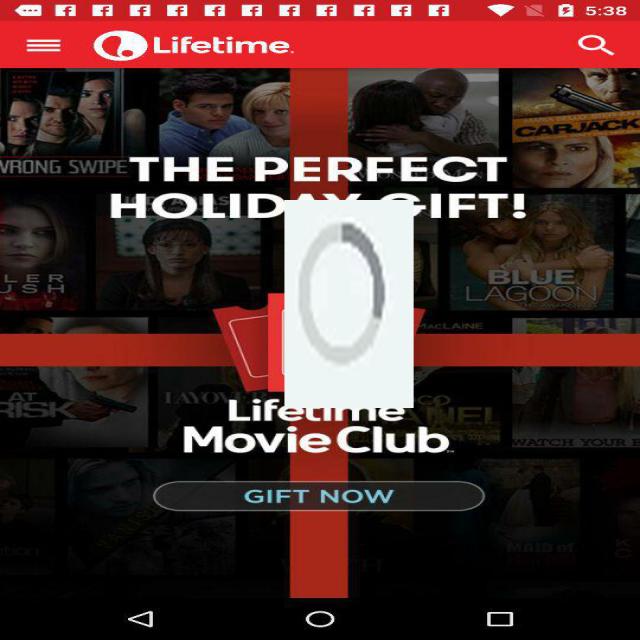 5:38
Lifetime
CARJACK
WRONG SWIPE
THE PERFECT
HOLIDAY GIFT!
BLUE
LAGOON
MACLAINE
AT
RISK
WATCH YOUR
Lifetime
Movie Club
GIFT NOW
MAID of